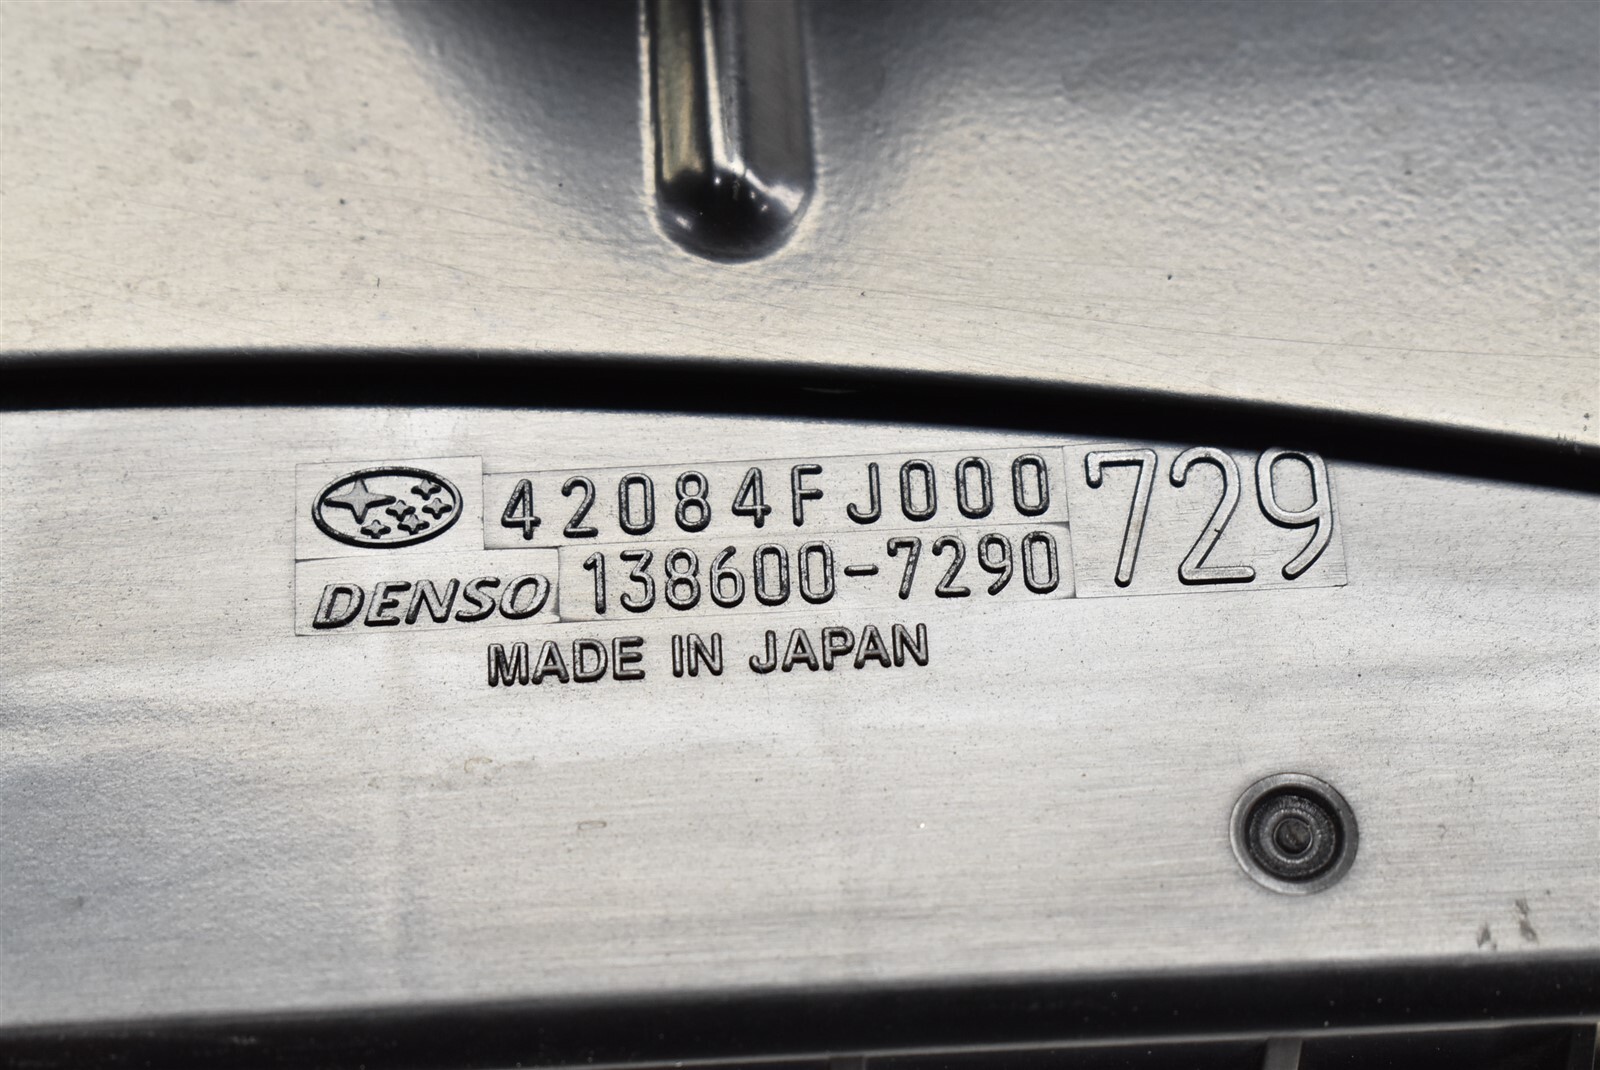 42084FJ000 729
DENSO 138600-7290
MADE IN JAPAN